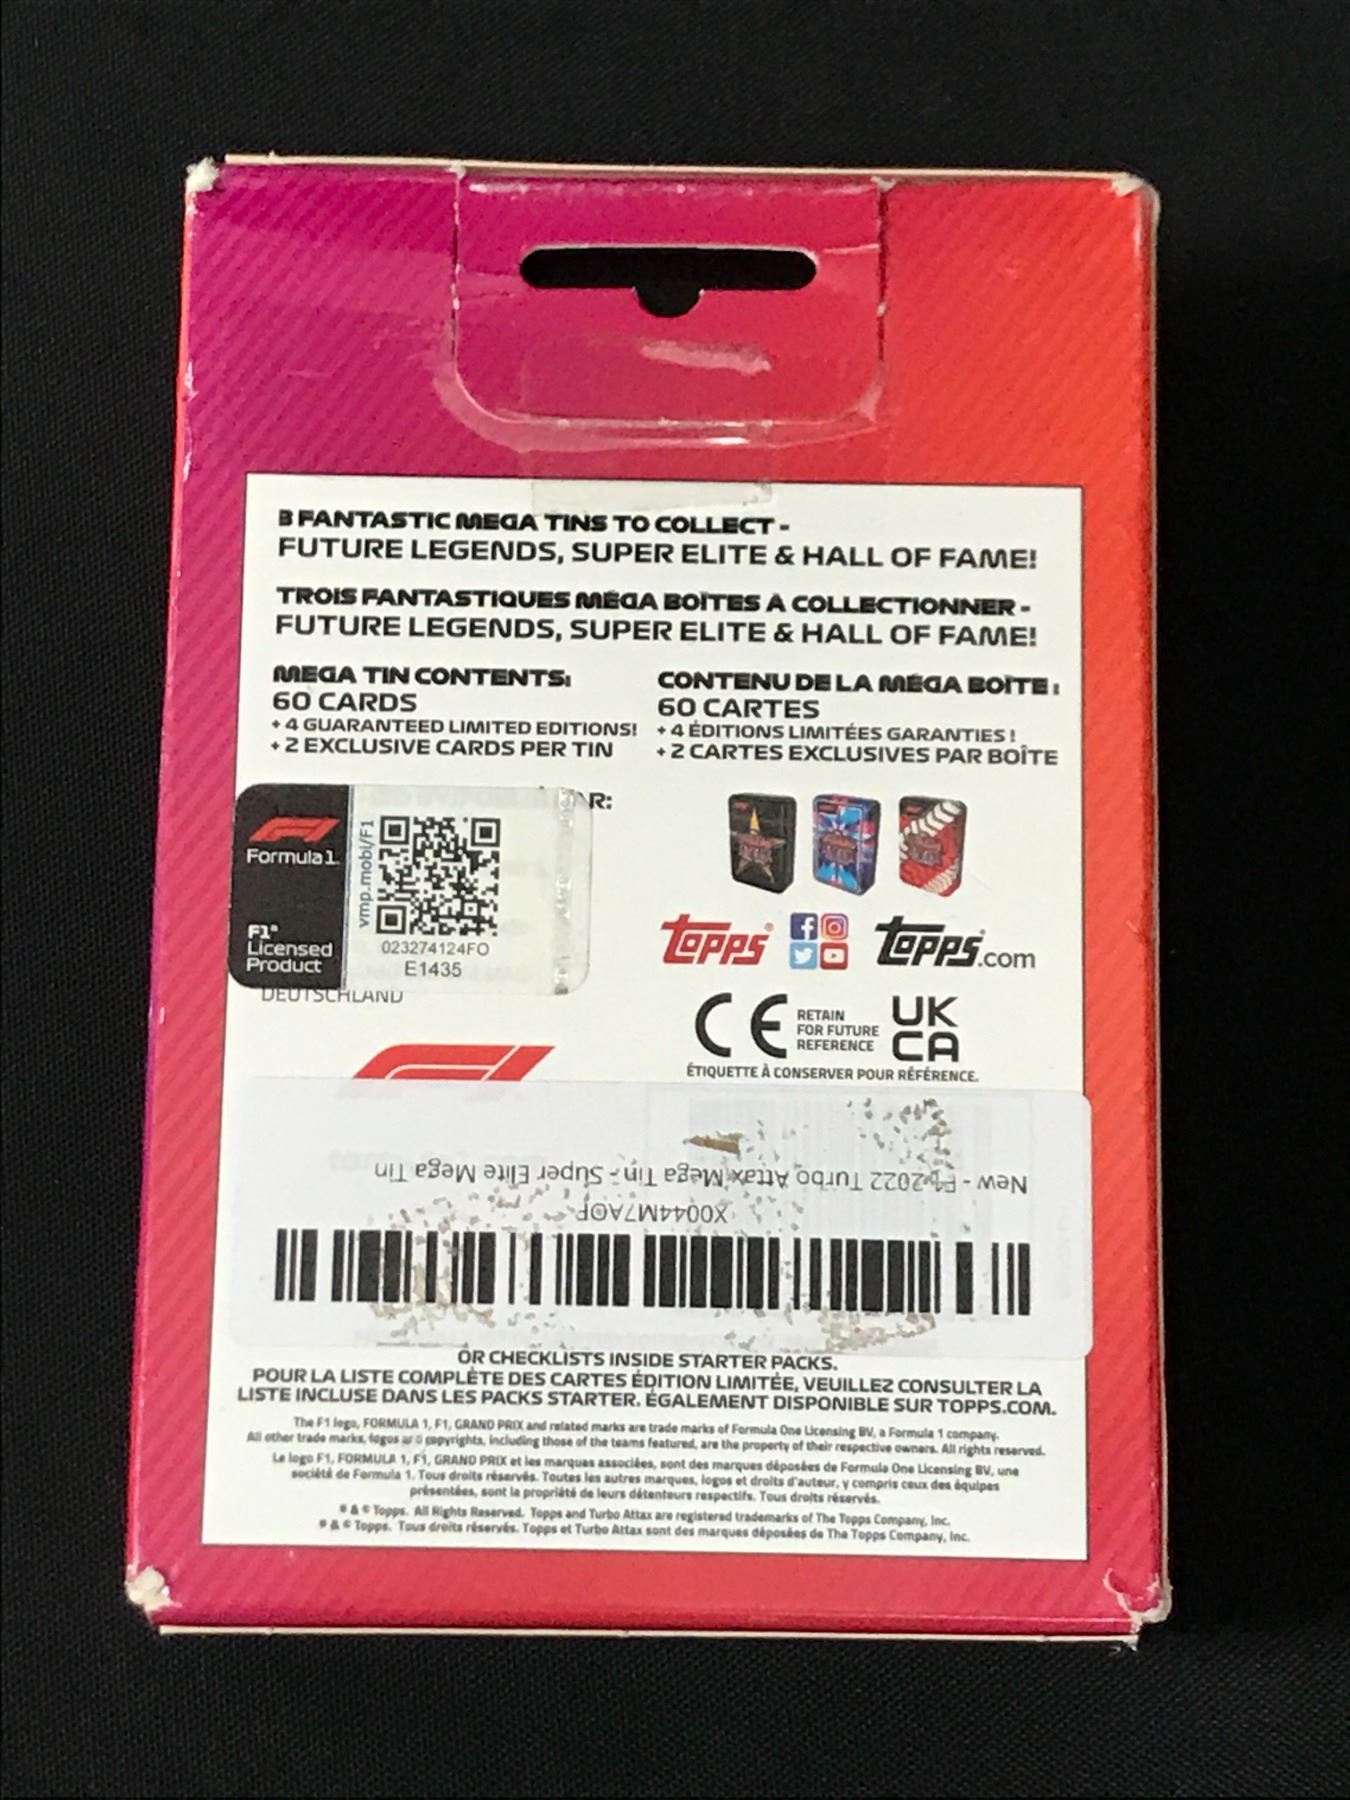 3 FANTASTIC MEGA TINS TO COLLECT -
FUTURE LEGENDS, SUPER ELITE & HALL OF FAME!
TROIS FANTASTIQUES MÉGA BOÎTES À COLLECTIONNER -
FUTURE LEGENDS, SUPER ELITE & HALL OF FAME!
MEGA TIN CONTENTS:
60 CARDS
+ 4 GUARANTEED LIMITED EDITIONS!
+ 2 EXCLUSIVE CARDS PER TIN
CONTENU DE LA MÉGA BOÎTE :
60 CARTES
+ 4 ÉDITIONS LIMITÉES GARANTIES !
+ 2 CARTES EXCLUSIVES PAR BOÎTE
AR:
F1
Formula 1
F1®
Licensed
Product
vmp.mobi/F1
023274124FO
E1435
DEUTSCHLAND
topps®
topps.com
CE
RETAIN
FOR FUTURE
REFERENCE
UK
CA
ÉTIQUETTE À CONSERVER POUR RÉFÉRENCE.
New - F1 2022 Turbo Attax Mega Tin - Super Elite Mega Tin
X0044M7AOF
OR CHECKLISTS INSIDE STARTER PACKS.
POUR LA LISTE COMPLÈTE DES CARTES ÉDITION LIMITÉE, VEUILLEZ CONSULTER LA
LISTE INCLUSE DANS LES PACKS STARTER. ÉGALEMENT DISPONIBLE SUR TOPPS.COM.
The F1 logo, FORMULA 1, F1, GRAND PRIX and related marks are trade marks of Formula One Licensing BV, a Formula 1 company.
All other trade marks, logos and copyrights, including those of the teams featured, are the property of their respective owners. All rights reserved.
Le logo F1, FORMULA 1, F1, GRAND PRIX et les marques associées, sont des marques déposées de Formula One Licensing BV, une
société de Formula 1. Tous droits réservés. Toutes les autres marques, logos et droits d'auteur, y compris ceux des équipes
présentées, sont la propriété de leurs détenteurs respectifs. Tous droits réservés.
® & © Topps. All Rights Reserved. Topps and Turbo Attax are registered trademarks of The Topps Company, Inc.
® & © Topps. Tous droits réservés. Topps et Turbo Attax sont des marques déposées de The Topps Company, Inc.